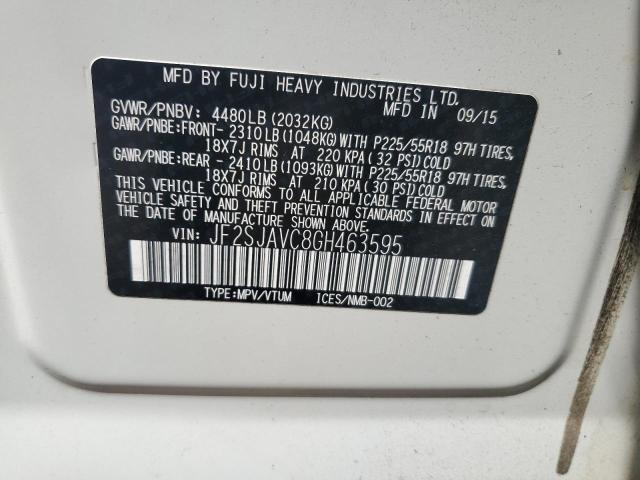 MFD BY FUJI HEAVY INDUSTRIES LTD.
MFD IN 09/15
GVWR/PNBV: 4480LB(2032KG)
GAWR/PNBE:FRONT- 2310LB(1048KG)WITH P225/55R18 97H TIRES,
18X7J RIMS AT 220 KPA(32 PSI)COLD
GAWR/PNBE:REAR - 2410LB(1093KG)WITH P225/55R18 97H TIRES,
18X7J RIMS AT 210 KPA(30 PSI)COLD
THIS VEHICLE CONFORMS TO ALL APPLICABLE FEDERAL MOTOR
VEHICLE SAFETY AND THEFT PREVENTION STANDARDS IN EFFECT
ON THE DATE OF MANUFACTURE SHOWN ABOVE.
VIN: JF2SJAVC8GH463595
TYPE:MPV/VTUM ICES/NMB-002